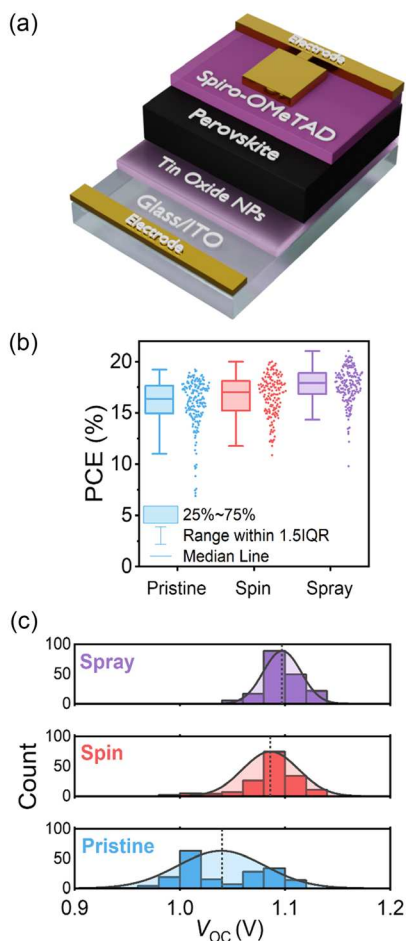 (a)
Electrode
Spiro-OMeTAD
Perovskite
Tin Oxide NPs
Glass/ITO
Electrode
(b)
PCE (%)
20
15
10
5
0
25%~75%
Range within 1.5IQR
Median Line
Pristine Spin Spray
(c)
Count
100
50
0
Spray
100
50
0
Spin
100
50
0
Pristine
0.9 1.0 1.1 1.2
VOC (V)